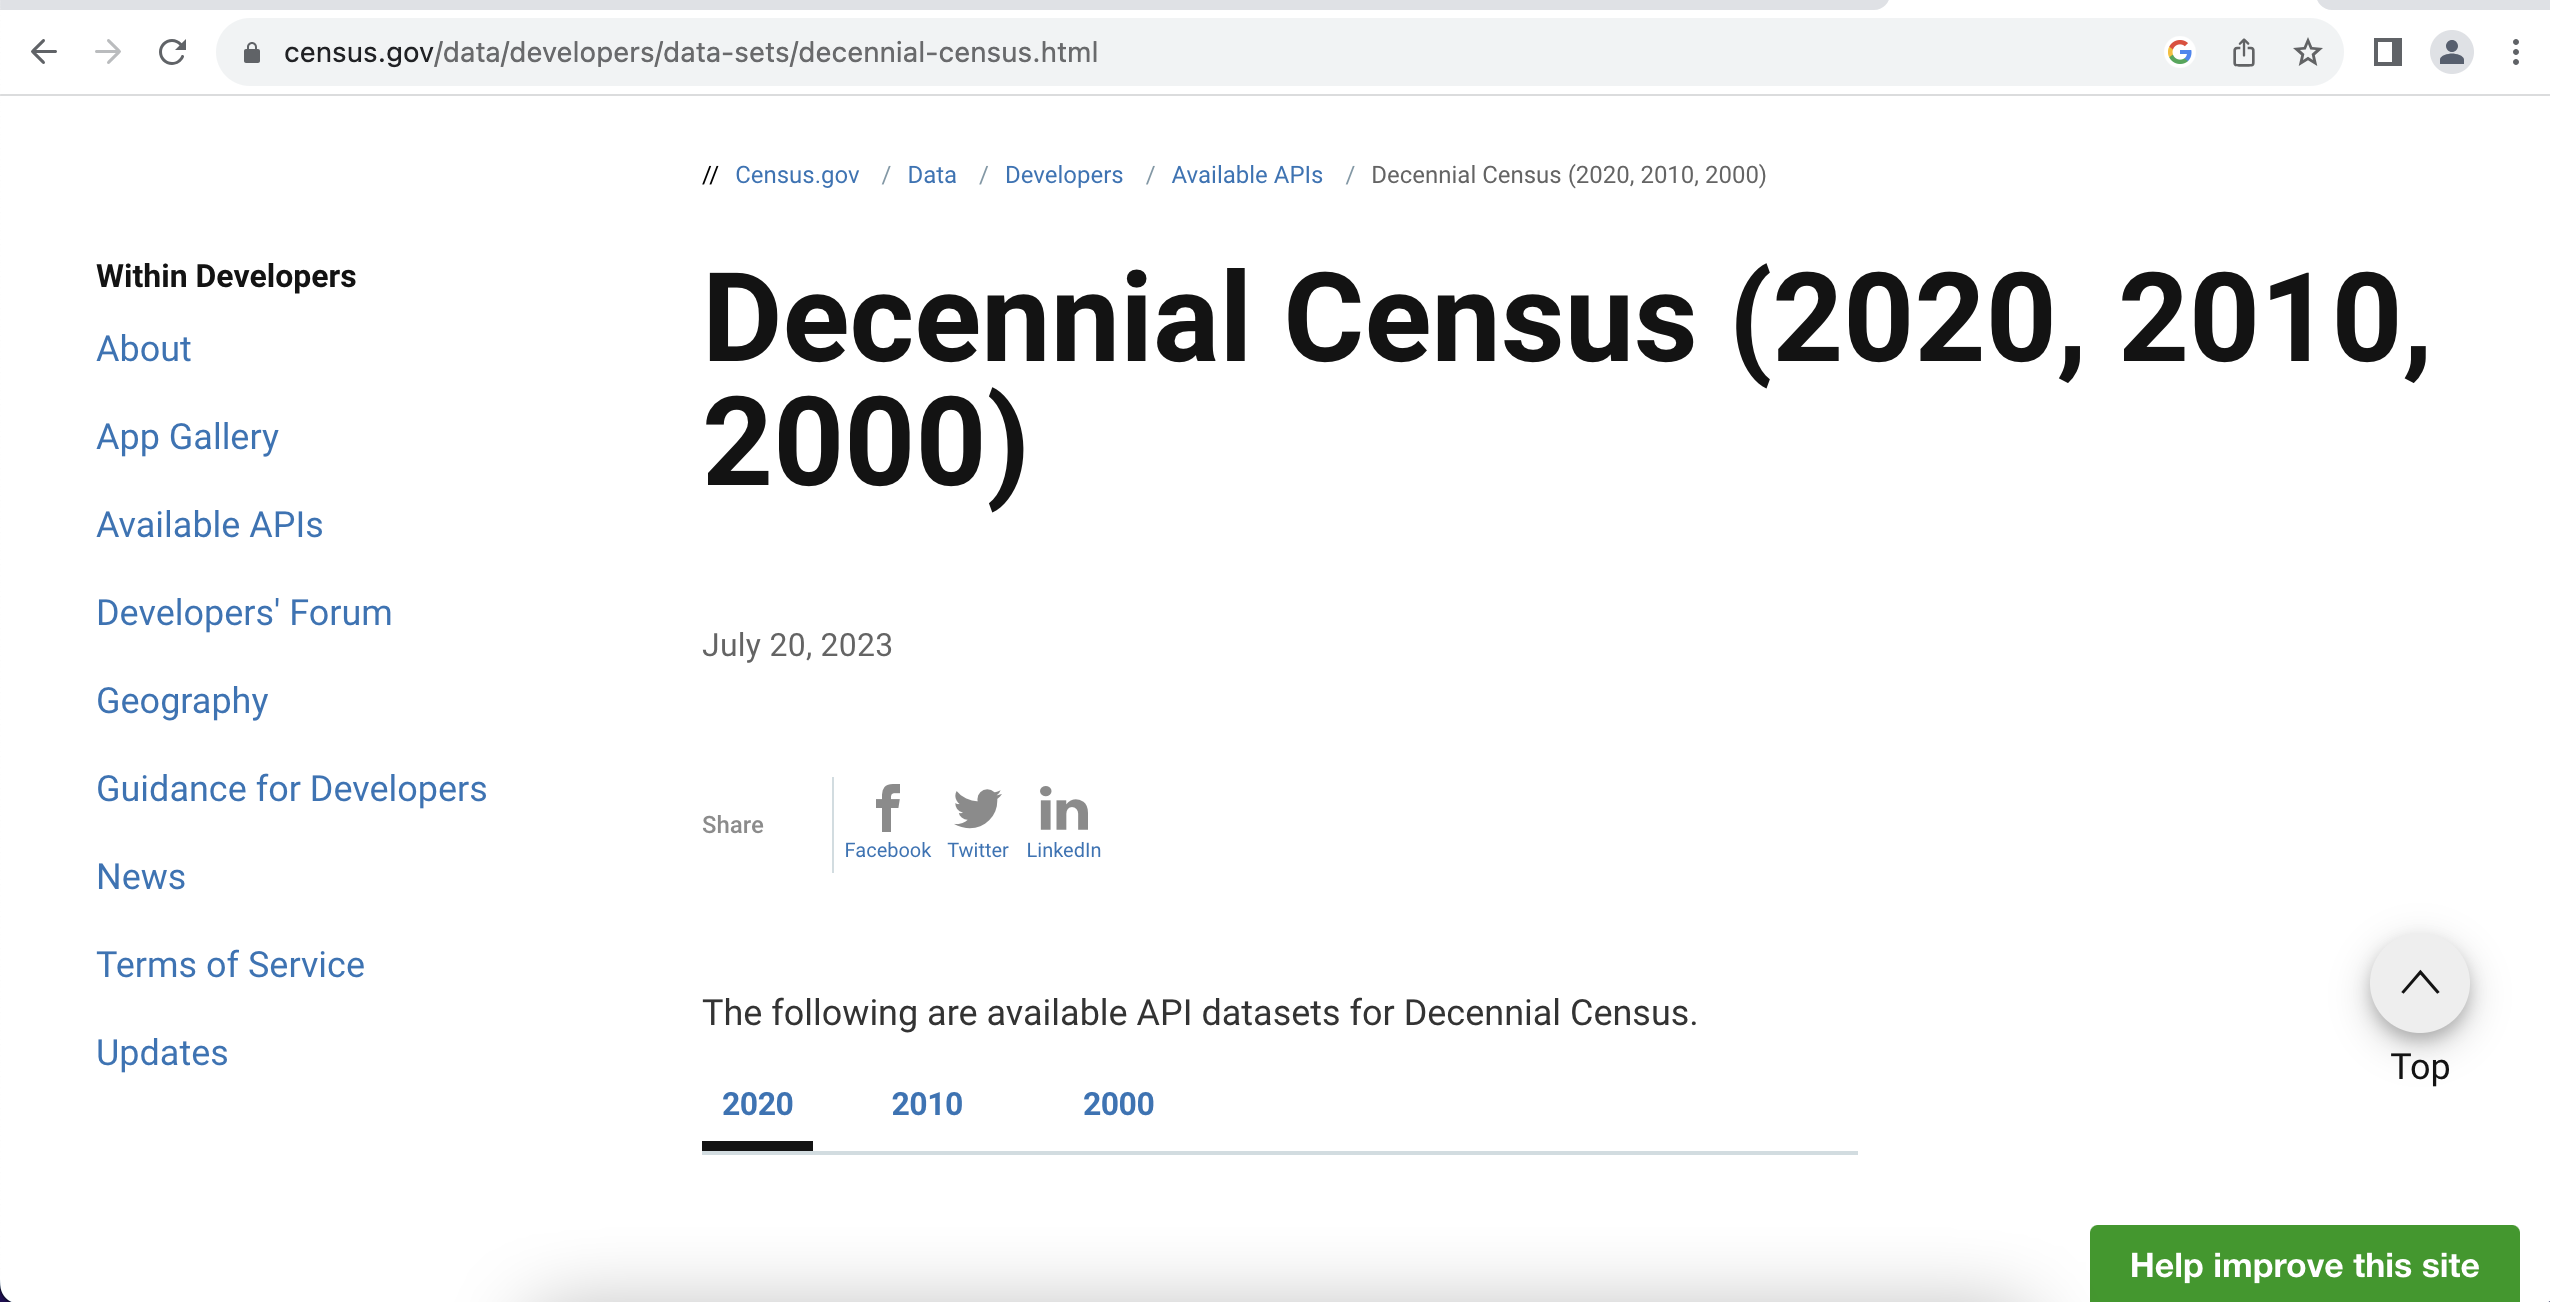 census.gov/data/developers/data-sets/decennial-census.html
// Census.gov / Data / Developers / Available APIs / Decennial Census (2020, 2010, 2000)
Within Developers
About
App Gallery
Available APIs
Developers' Forum
Geography
Guidance for Developers
News
Terms of Service
Updates
Decennial Census (2020, 2010,
2000)
July 20, 2023
Share
Facebook Twitter LinkedIn
The following are available API datasets for Decennial Census.
2020 2010 2000
Top
Help improve this site